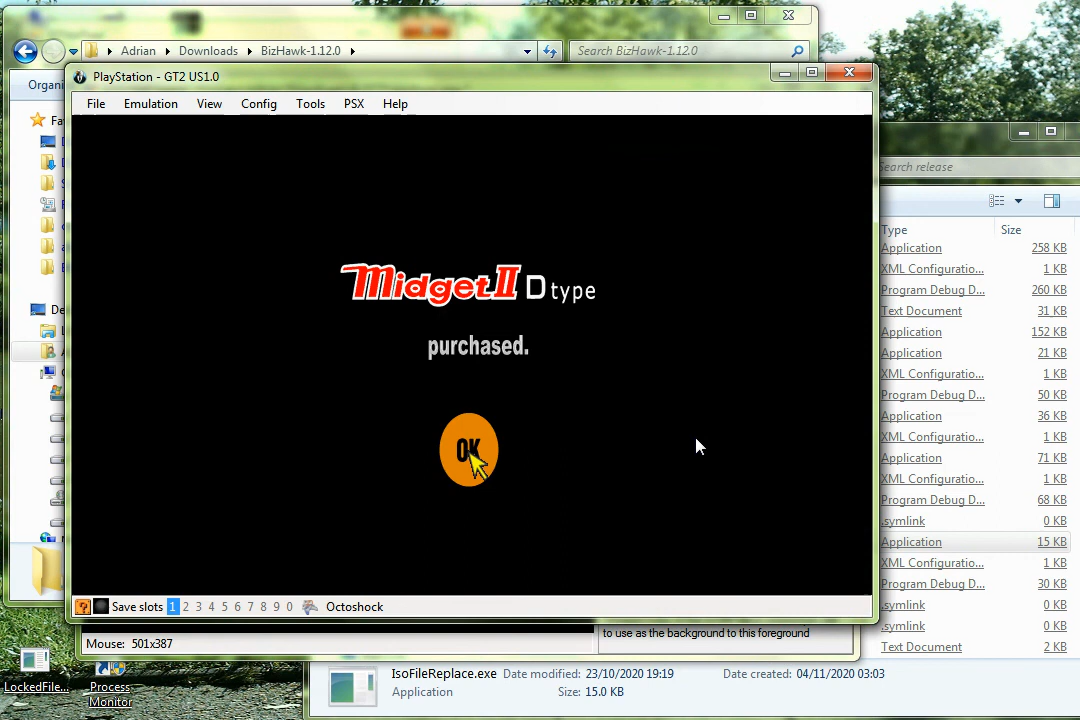 Adrian Downloads BizHawk-1.12.0
Search BizHawk-1.12.0
Organi
PlayStation - GT2 US1.0
File Emulation View Config Tools PSX Help
Fa
De
Midget II D type
purchased.
OK
Save slots 1 2 3 4 5 6 7 8 9 0 Octoshock
Mouse: 501x387
to use as the background to this foreground
Search release
Type Size
Application 258 KB
XML Configuratio... 1 KB
Program Debug D... 260 KB
Text Document 31 KB
Application 152 KB
Application 21 KB
XML Configuratio... 1 KB
Program Debug D... 50 KB
Application 36 KB
XML Configuratio... 1 KB
Application 71 KB
XML Configuratio... 1 KB
Program Debug D... 68 KB
.symlink 0 KB
Application 15 KB
XML Configuratio... 1 KB
Program Debug D... 30 KB
.symlink 0 KB
.symlink 0 KB
Text Document 2 KB
IsoFileReplace.exe Date modified: 23/10/2020 19:19 Date created: 04/11/2020 03:03
Application Size: 15.0 KB
LockedFile...
Process
Monitor